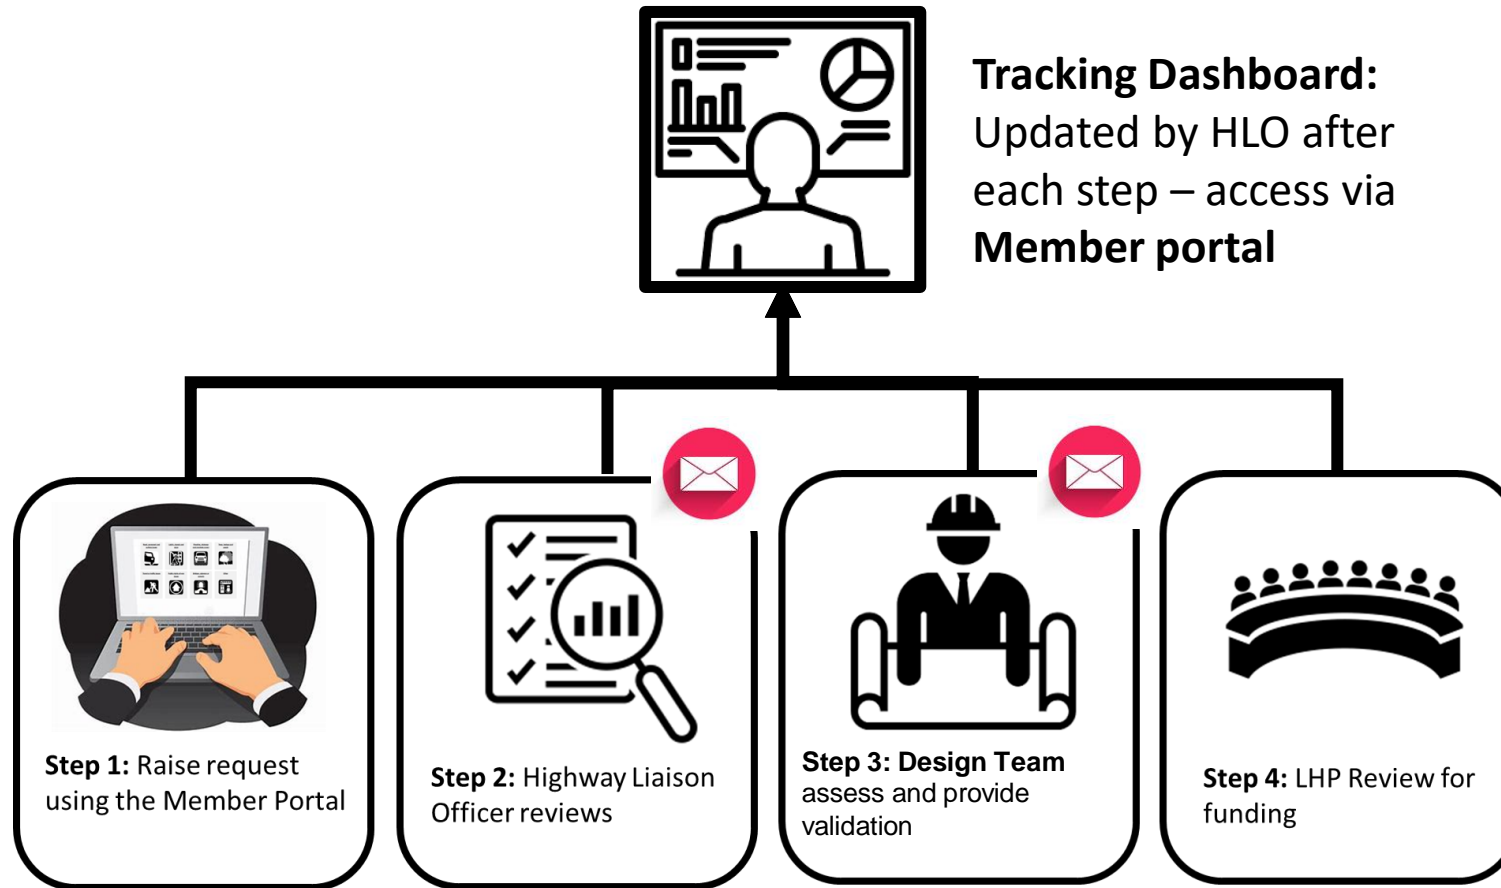 Tracking Dashboard:
Updated by HLO after
each step – access via
Member portal
Step 1: Raise request
using the Member Portal
Step 2: Highway Liaison
Officer reviews
Step 3: Design Team
assess and provide
validation
Step 4: LHP Review for
funding